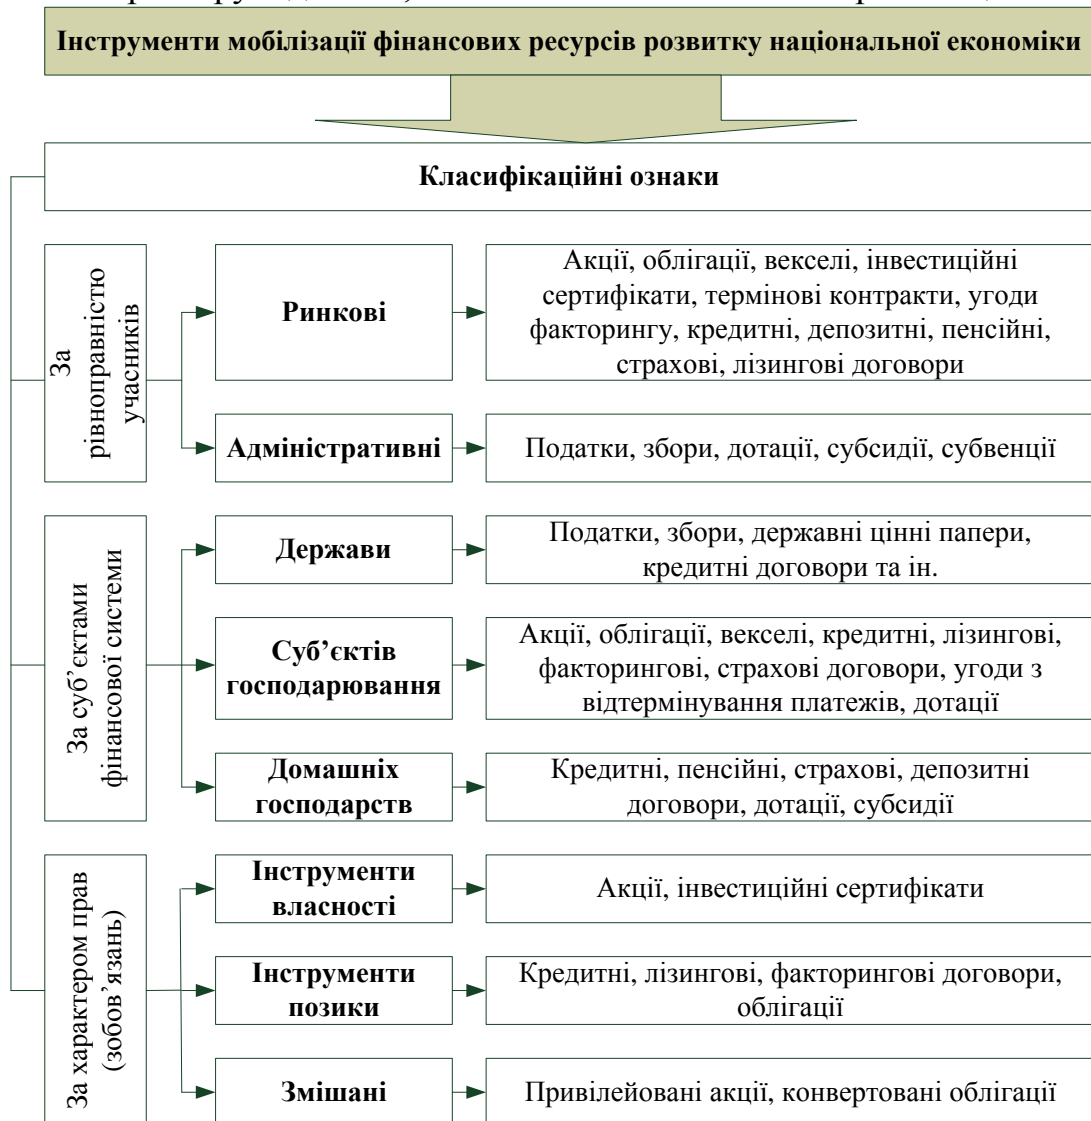 Інструменти мобілізації фінансових ресурсів розвитку національної економіки
Класифікаційні ознаки
За
рівноправністю
учасників
Ринкові
Акції, облігації, векселі, інвестиційні
сертифікати, термінові контракти, угоди
факторингу, кредитні, депозитні, пенсійні,
страхові, лізингові договори
Адміністративні
Податки, збори, дотації, субсидії, субвенції
За суб’єктами
фінансової системи
Держави
Податки, збори, державні цінні папери,
кредитні договори та ін.
Суб’єктів
господарювання
Акції, облігації, векселі, кредитні, лізингові,
факторингові, страхові договори, угоди з
відтермінування платежів, дотації
Домашніх
господарств
Кредитні, пенсійні, страхові, депозитні
договори, дотації, субсидії
За характером прав
(зобов’язань)
Інструменти
власності
Акції, інвестиційні сертифікати
Інструменти
позики
Кредитні, лізингові, факторингові договори,
облігації
Змішані
Привілейовані акції, конвертовані облігації